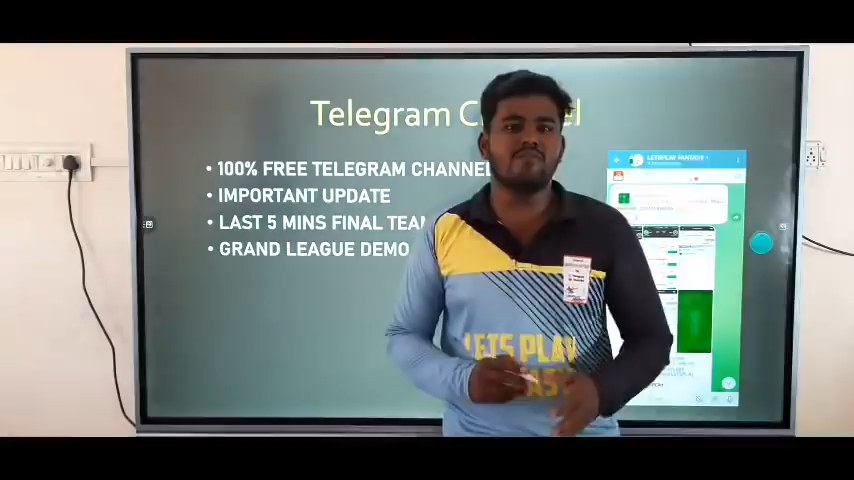 Telegram C el
100% FREE TELEGRAM CHANNEL
IMPORTANT UPDATE
LAST 5 MINS FINAL TEAM
GRAND LEAGUE DEMO
LETSPLAY FANTASY
LETS PLAY